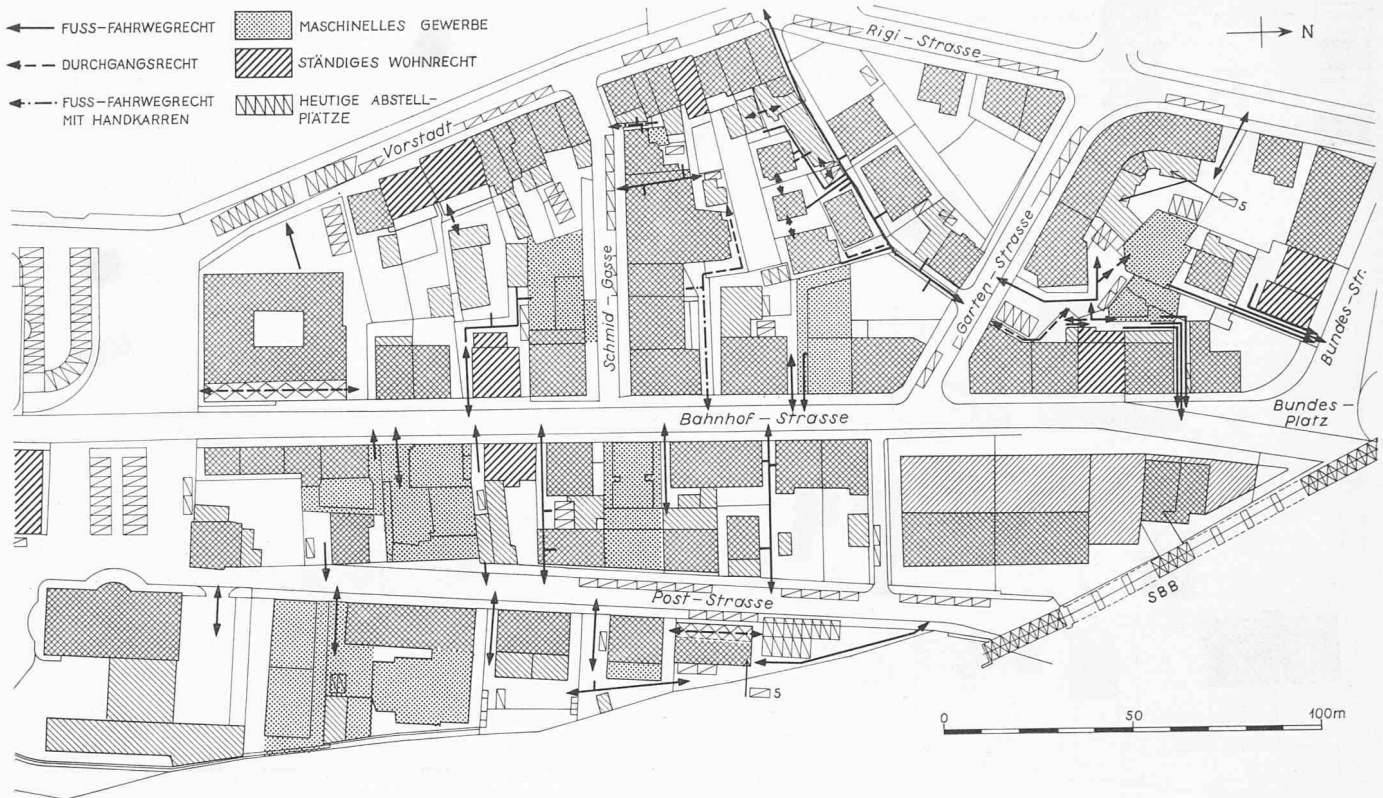 FUSS-FAHRWEGRECHT
DURCHGANGSRECHT
FUSS-FAHRWEGRECHT
MIT HANDKARREN
MASCHINELLES GEWERBE
STÄNDIGES WOHNRECHT
HEUTIGE ABSTELL-
PLÄTZE
N
Rigi-Strasse
Vorstadt
Schmid-Gasse
Garten-Strasse
5
Bundes-Str.
Bahnhof-Strasse
Bundes-
Platz
Post-Strasse
SBB
5
0 50 100m